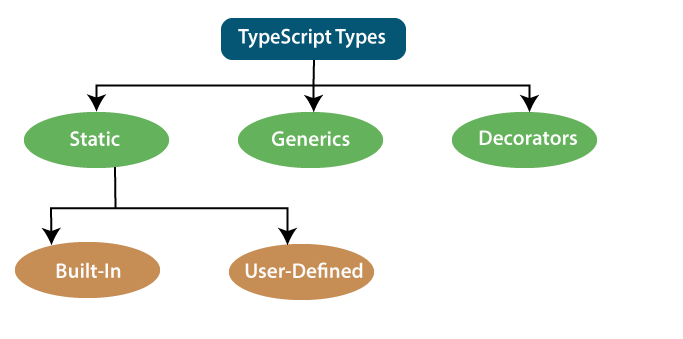 TypeScript Types
Static
Generics
Decorators
Built-In
User-Defined